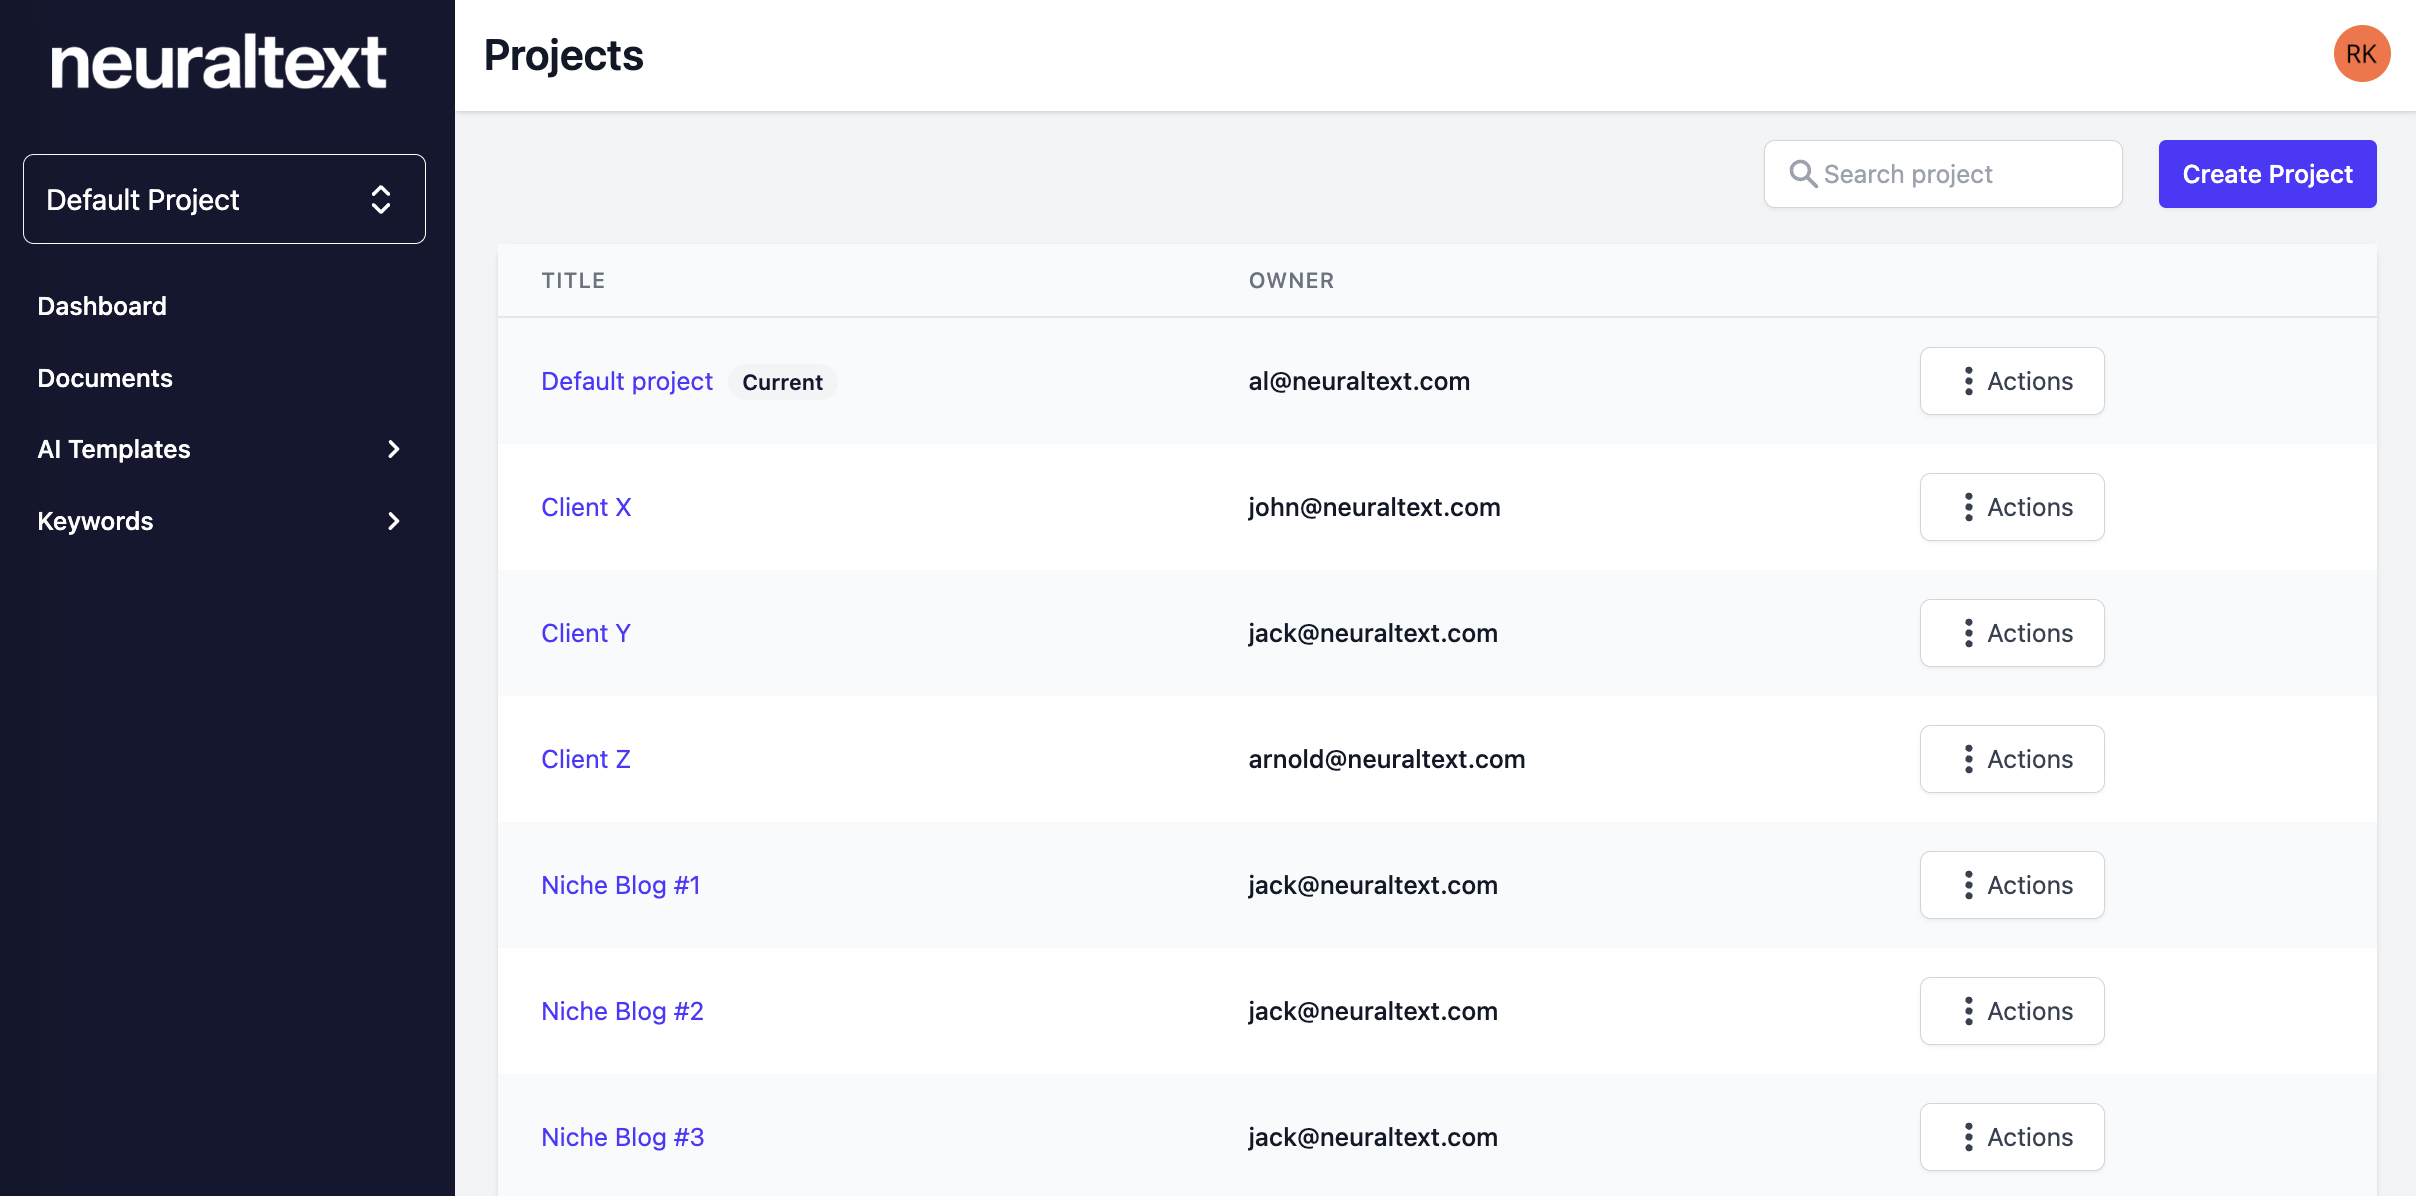 neuraltext
Projects
RK
Default Project
Search project
Create Project
Dashboard
Documents
AI Templates
Keywords
TITLE OWNER
Default project Current al@neuraltext.com Actions
Client X john@neuraltext.com Actions
Client Y jack@neuraltext.com Actions
Client Z arnold@neuraltext.com Actions
Niche Blog #1 jack@neuraltext.com Actions
Niche Blog #2 jack@neuraltext.com Actions
Niche Blog #3 jack@neuraltext.com Actions